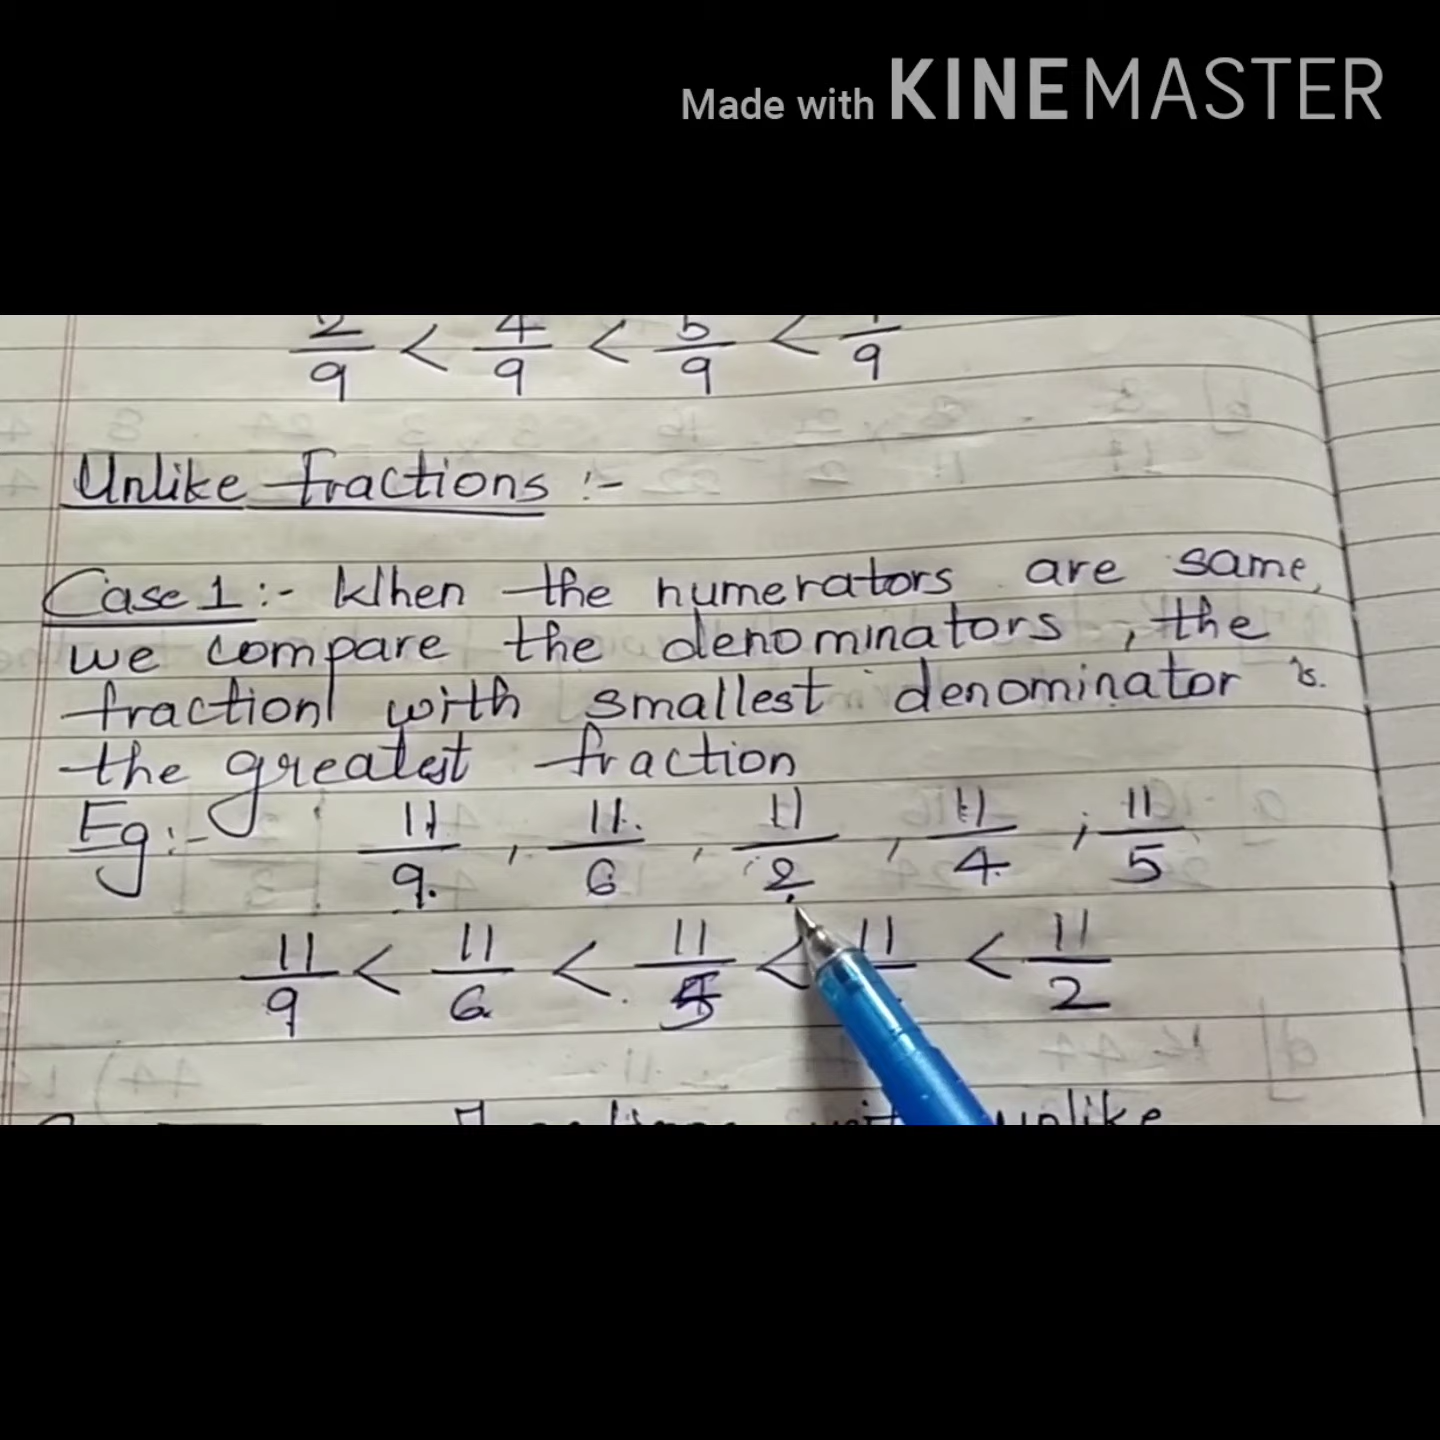 Made with KINEMASTER
2/9 < 4/9 < 5/9 < /9
Unlike fractions :-
Case 1 :- When the numerators are same,
we compare the denominators, the
fraction with smallest denominator is.
the greatest fraction
Eg:- 11/9, 11/6, 11/2, 11/4, 11/5
11/9 < 11/6 < 11/5 < 11/ < 11/2
unlike